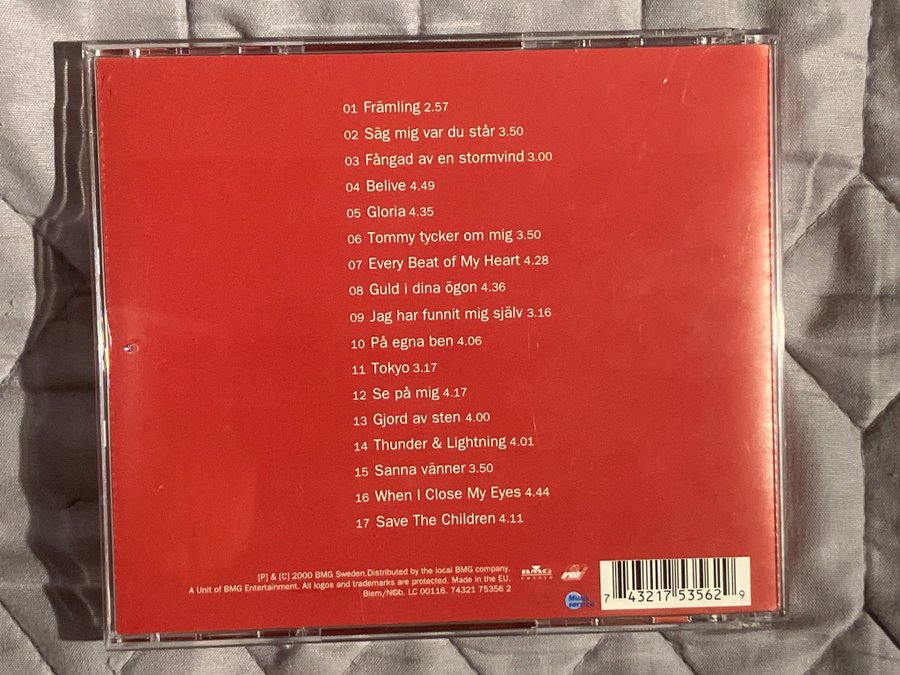 01 Främling 2.57
02 Säg mig var du står 3.50
03 Fångad av en stormvind 3.00
04 Belive 4.49
05 Gloria 4.35
06 Tommy tycker om mig 3.50
07 Every Beat of My Heart 4.28
08 Guld i dina ögon 4.36
09 Jag har funnit mig själv 3.16
10 På egna ben 4.06
11 Tokyo 3.17
12 Se på mig 4.17
13 Gjord av sten 4.00
14 Thunder & Lightning 4.01
15 Sanna vänner 3.50
16 When I Close My Eyes 4.44
17 Save The Children 4.11
[P] & [C] 2000 BMG Sweden.Distributed by the local BMG company.
A Unit of BMG Entertainment. All logos and trademarks are protected. Made in the EU.
Biem/N©b, LC 00116. 74321 75356 2
BMG
Musik
service
7 43217 53562 9